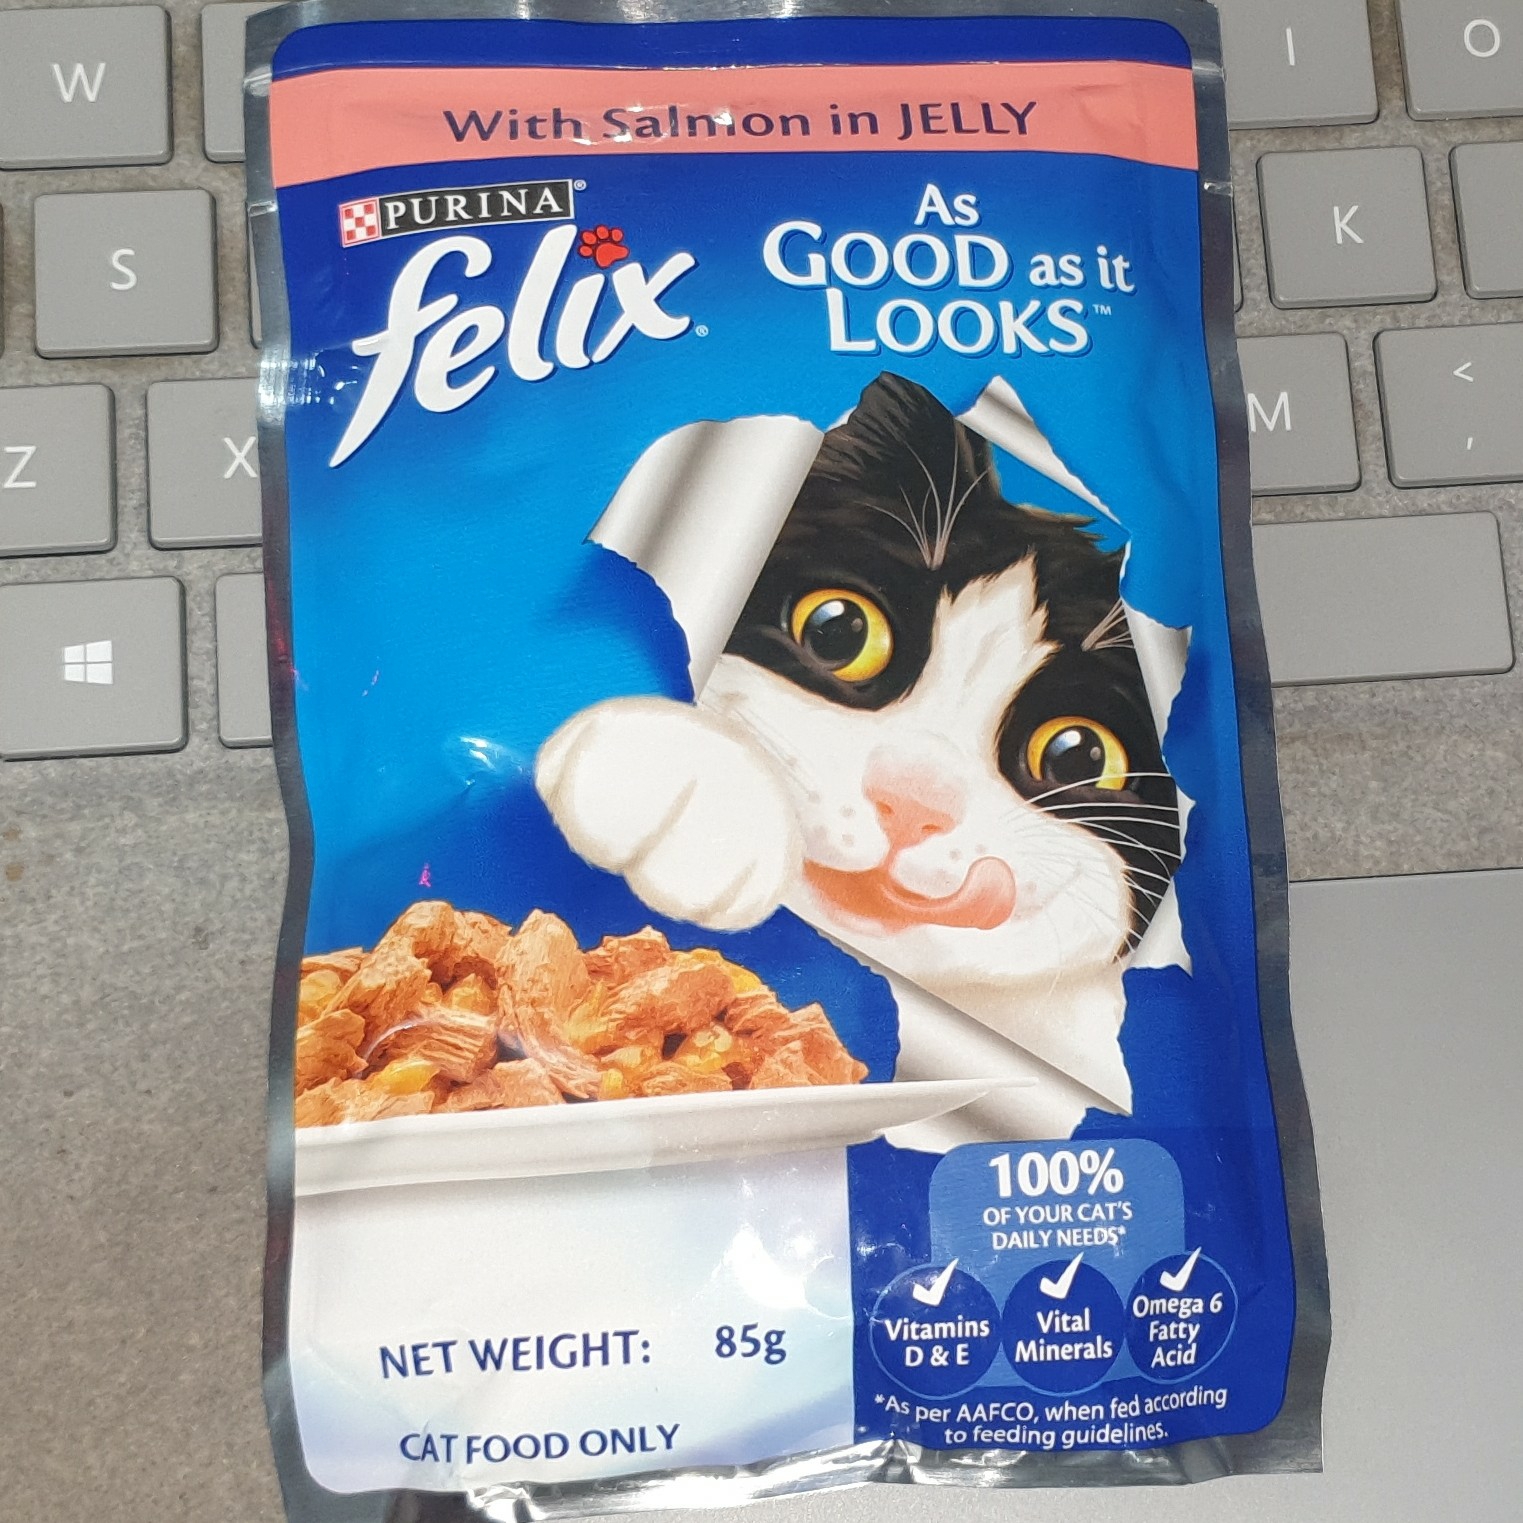 W
I
O
S
K
Z
X
M
<
,
With Salmon in JELLY
PURINA®
felix®
As
GOOD as it
LOOKS™
100%
OF YOUR CAT'S
DAILY NEEDS*
Vitamins
D & E
Vital
Minerals
Omega 6
Fatty
Acid
*As per AAFCO, when fed according
to feeding guidelines.
NET WEIGHT: 85g
CAT FOOD ONLY